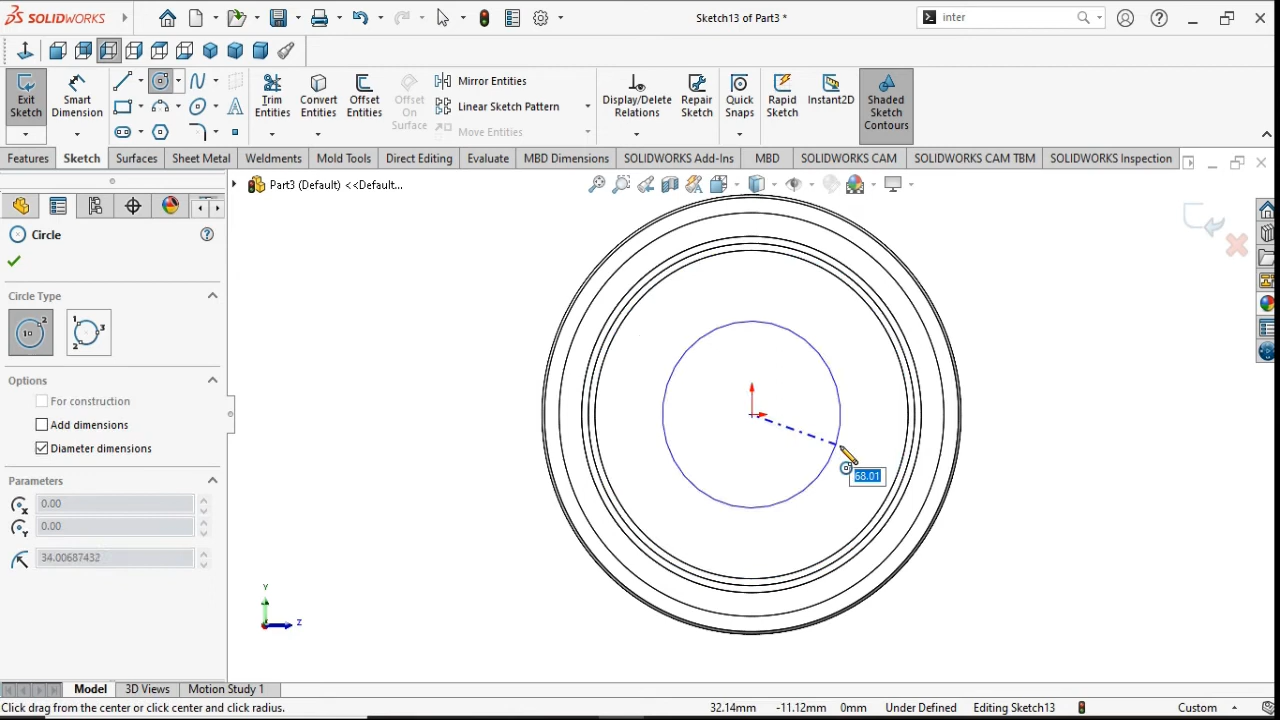 SOLIDWORKS
Sketch13 of Part3 *
inter
Exit Sketch
Smart Dimension
Trim Entities
Convert Entities
Offset Entities
Offset On Surface
Mirror Entities
Linear Sketch Pattern
Move Entities
Display/Delete Relations
Repair Sketch
Quick Snaps
Rapid Sketch
Instant2D
Shaded Sketch Contours
Features
Sketch
Surfaces
Sheet Metal
Weldments
Mold Tools
Direct Editing
Evaluate
MBD Dimensions
SOLIDWORKS Add-Ins
MBD
SOLIDWORKS CAM
SOLIDWORKS CAM TBM
SOLIDWORKS Inspection
Part3 (Default) <<Default...
Circle
Circle Type
Options
For construction
Add dimensions
Diameter dimensions
Parameters
0.00
0.00
34.00687432
68.01
Y
Z
Model
3D Views
Motion Study 1
Click drag from the center or click center and click radius.
32.14mm
-11.12mm
0mm
Under Defined
Editing Sketch13
Custom